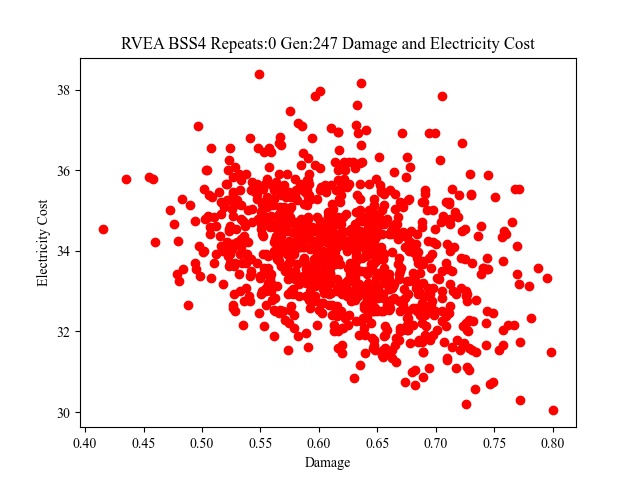 RVEA BSS4 Repeats:0 Gen:247 Damage and Electricity Cost
38
36
34
32
30
Electricity Cost
0.40 0.45 0.50 0.55 0.60 0.65 0.70 0.75 0.80
Damage